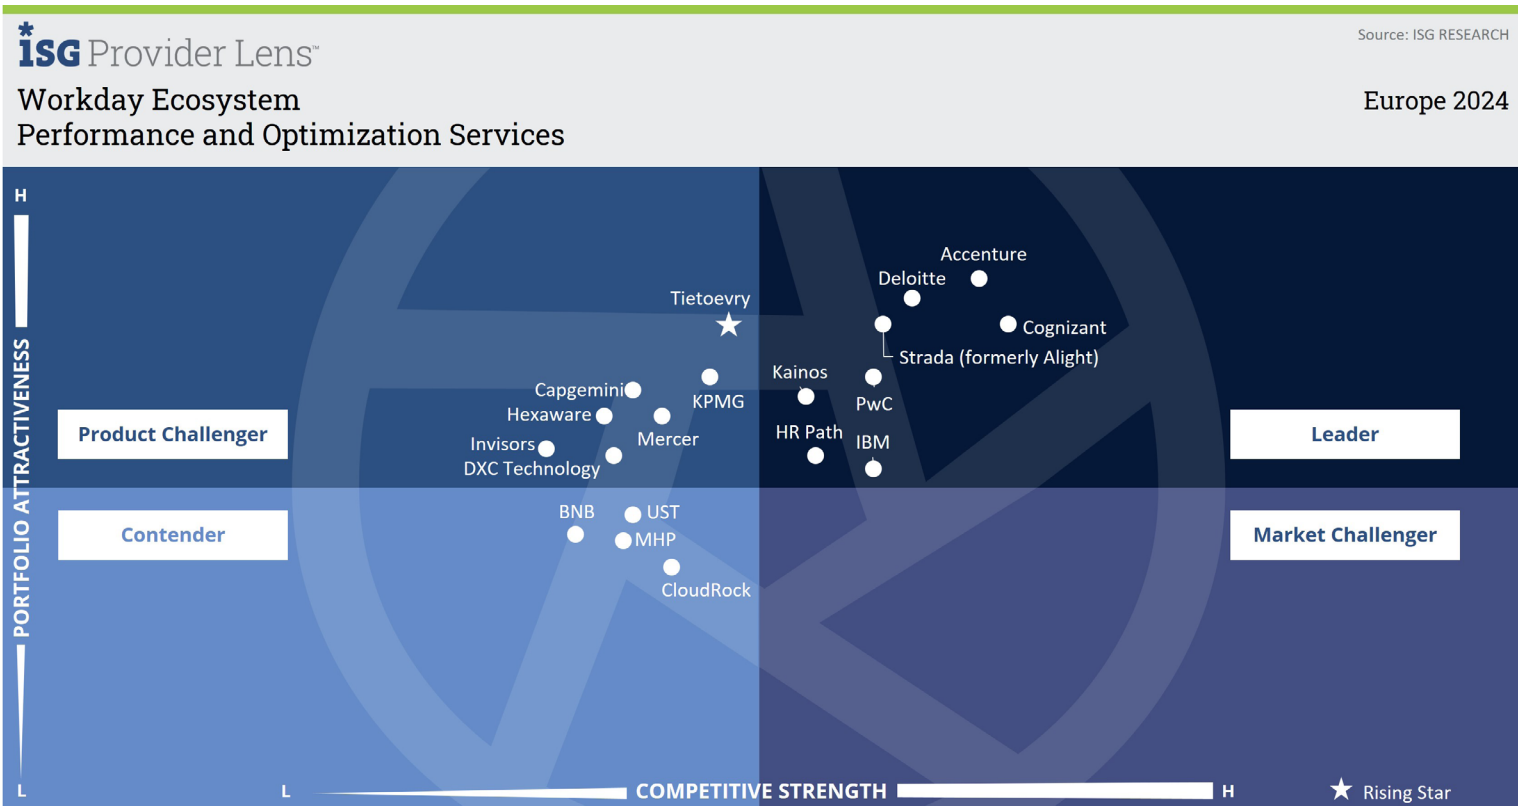 ISG Provider Lens™
Source: ISG RESEARCH
Workday Ecosystem
Performance and Optimization Services
Europe 2024
H
PORTFOLIO ATTRACTIVENESS
L
Product Challenger
Tietoevry
Capgemini
KPMG
Hexaware
Mercer
Invisors
DXC Technology
Accenture
Deloitte
Cognizant
Strada (formerly Alight)
Kainos
PwC
HR Path
IBM
Leader
Contender
BNB
UST
MHP
CloudRock
Market Challenger
L
COMPETITIVE STRENGTH
H
Rising Star